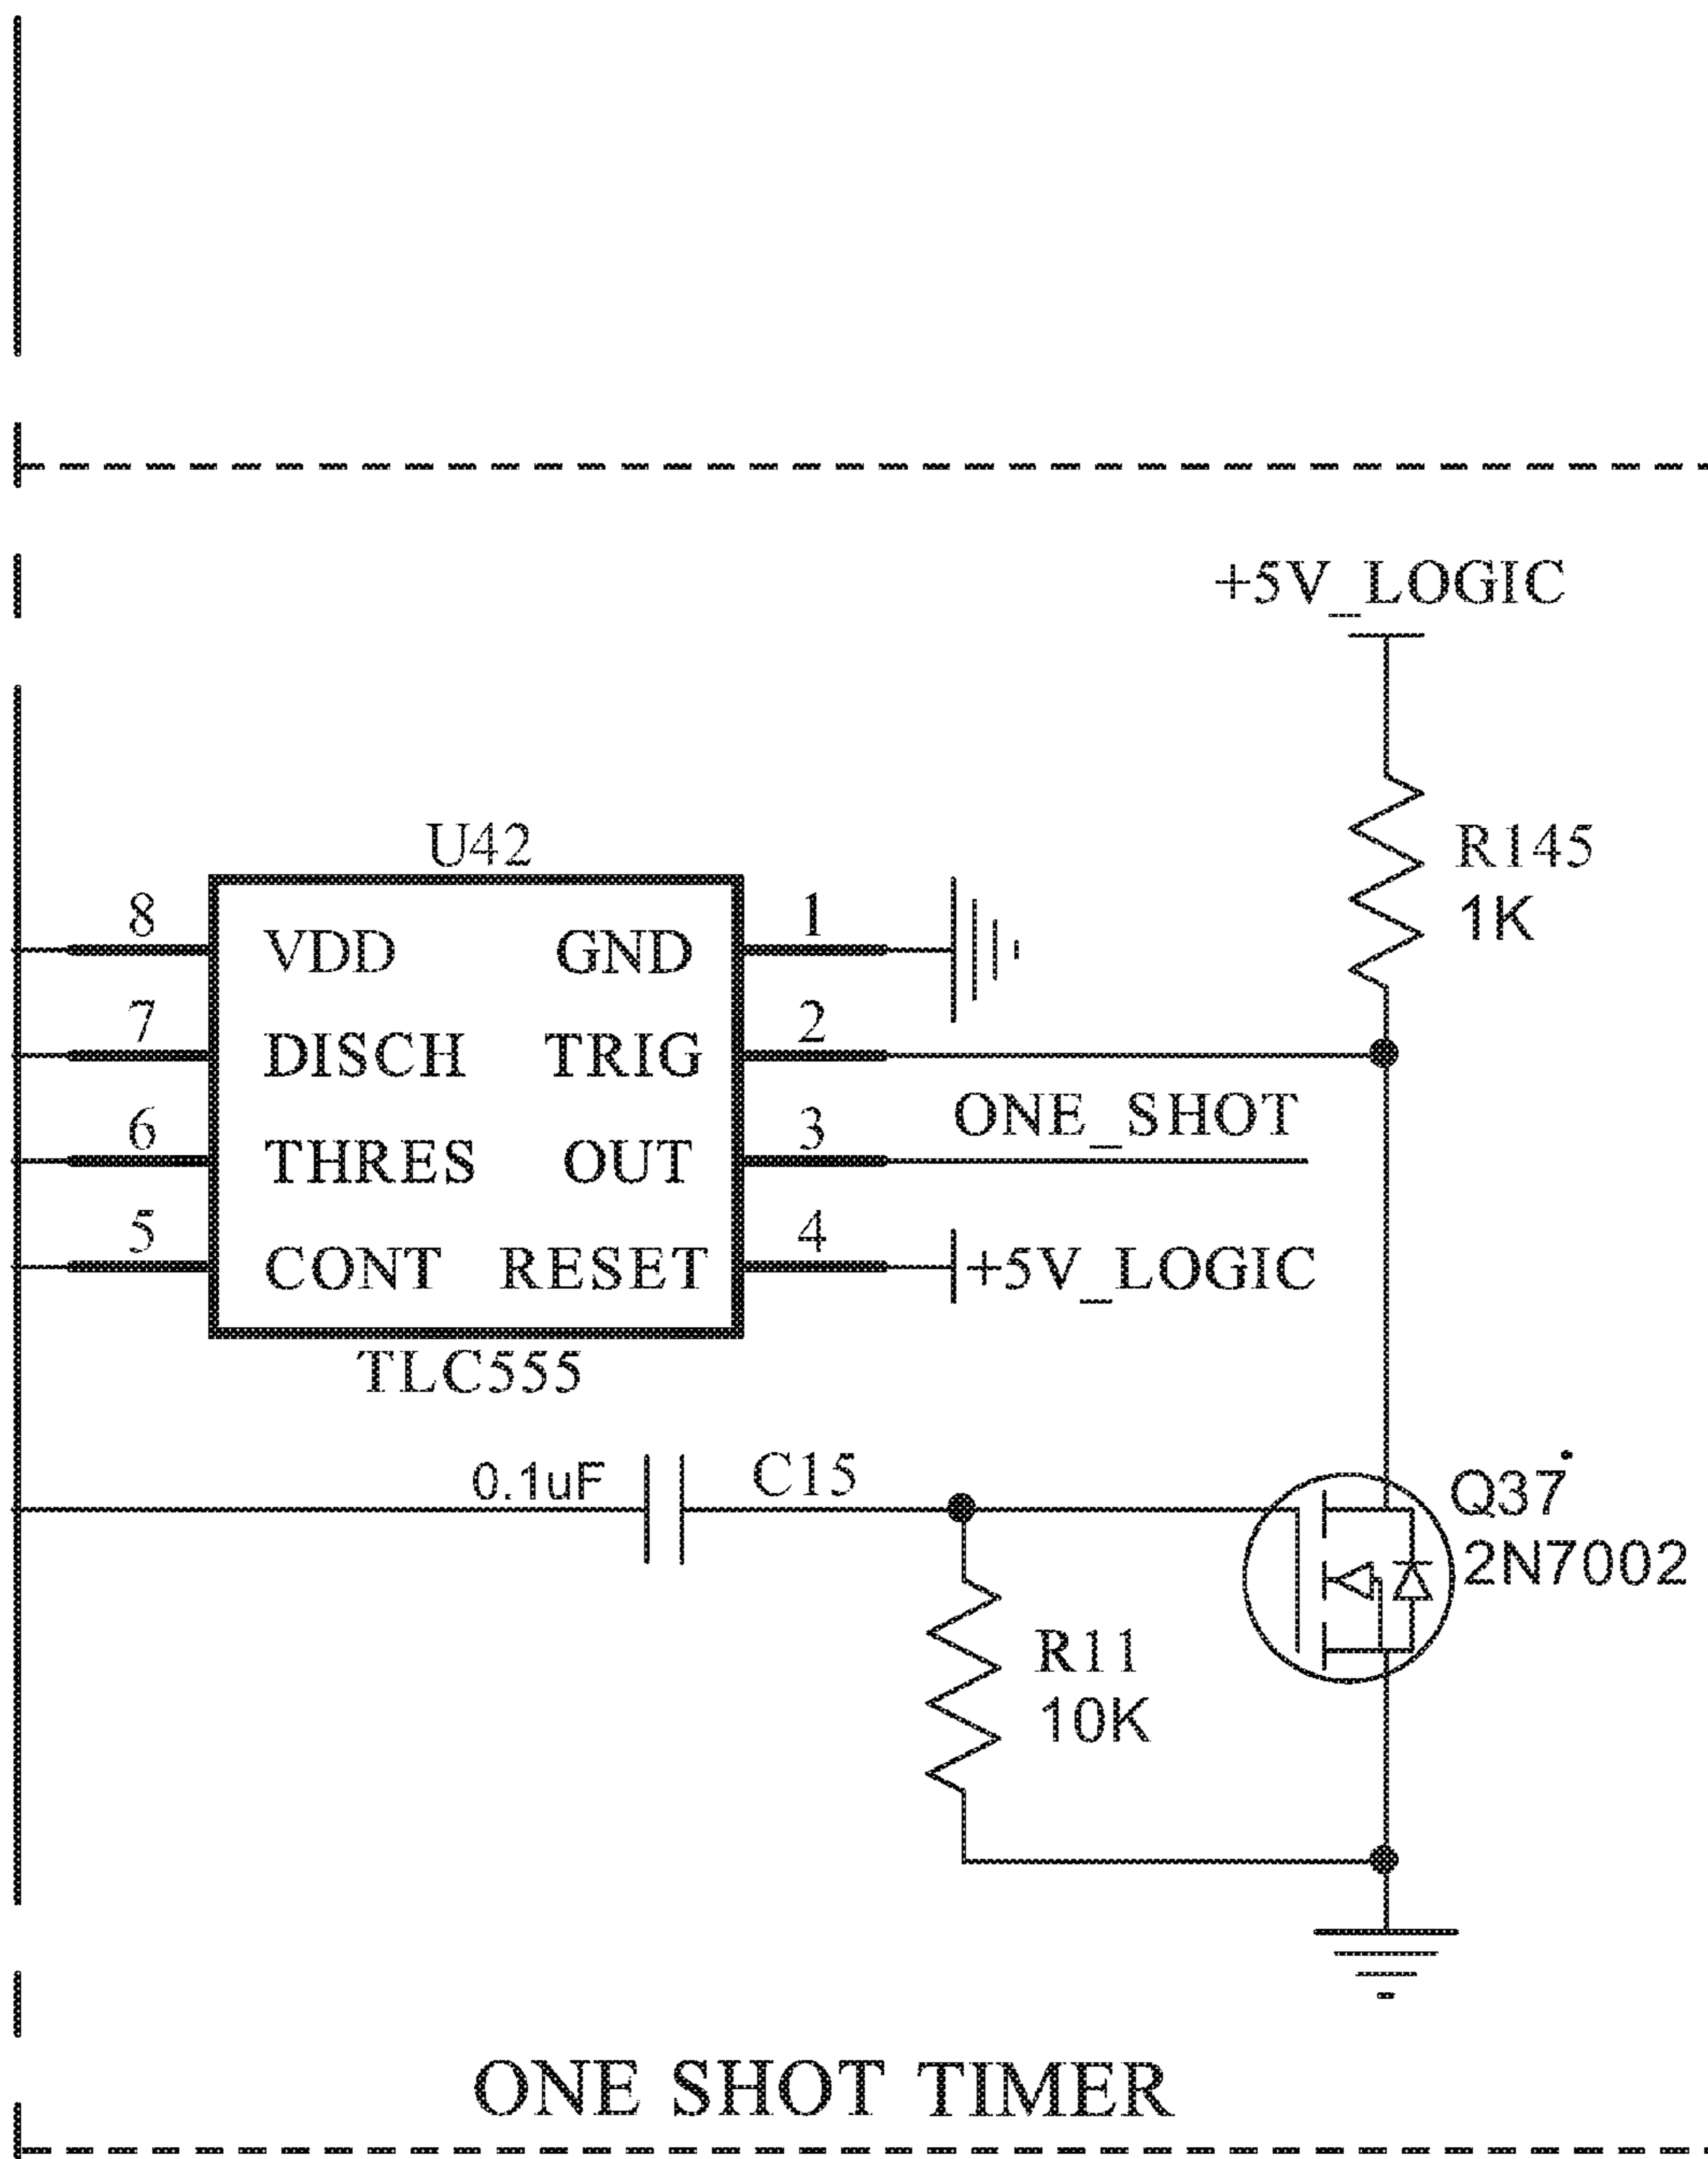 +5V_LOGIC
R145
1K
U42
8 VDD GND 1
7 DISCH TRIG 2
6 THRES OUT 3 ONE_SHOT
5 CONT RESET 4 +5V_LOGIC
TLC555
0.1uF C15
Q37
2N7002
R11
10K
ONE SHOT TIMER